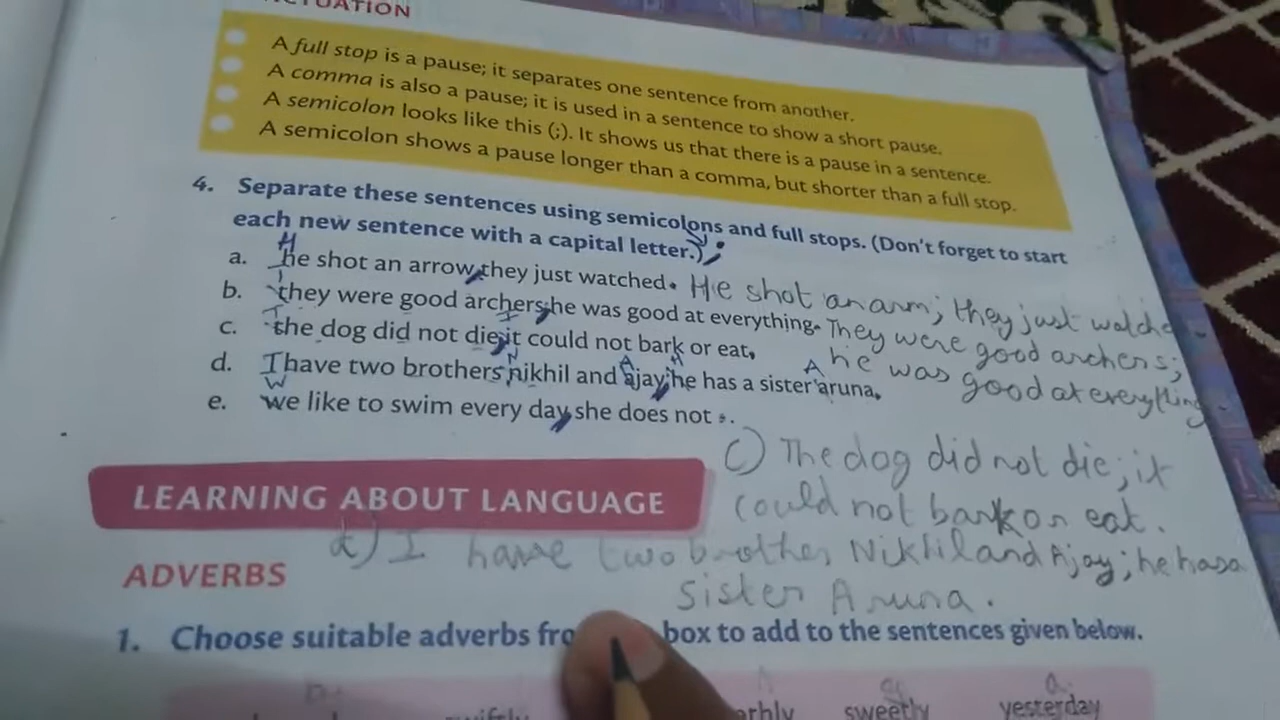 CTUATION
A full stop is a pause; it separates one sentence from another.
A comma is also a pause; it is used in a sentence to show a short pause.
A semicolon looks like this (;). It shows us that there is a pause in a sentence.
A semicolon shows a pause longer than a comma, but shorter than a full stop.
4. Separate these sentences using semicolons and full stops. (Don't forget to start
each new sentence with a capital letter.) ;
H
a. he shot an arrow, they just watched. He shot an arm; they just watche
b. they were good archers; he was good at everything. They were good archers;
c. the dog did not die; it could not bark or eat, he was good at everything
N A H A
d. I have two brothers, nikhil and ajay; he has a sister aruna.
W
e. we like to swim every day, she does not ..
c) The dog did not die; it
could not bark or eat.
LEARNING ABOUT LANGUAGE
d) I have two brother, Nikhil and Ajay; he has a
sister Aruna.
ADVERBS
1. Choose suitable adverbs fro box to add to the sentences given below.
sweetly yesterday